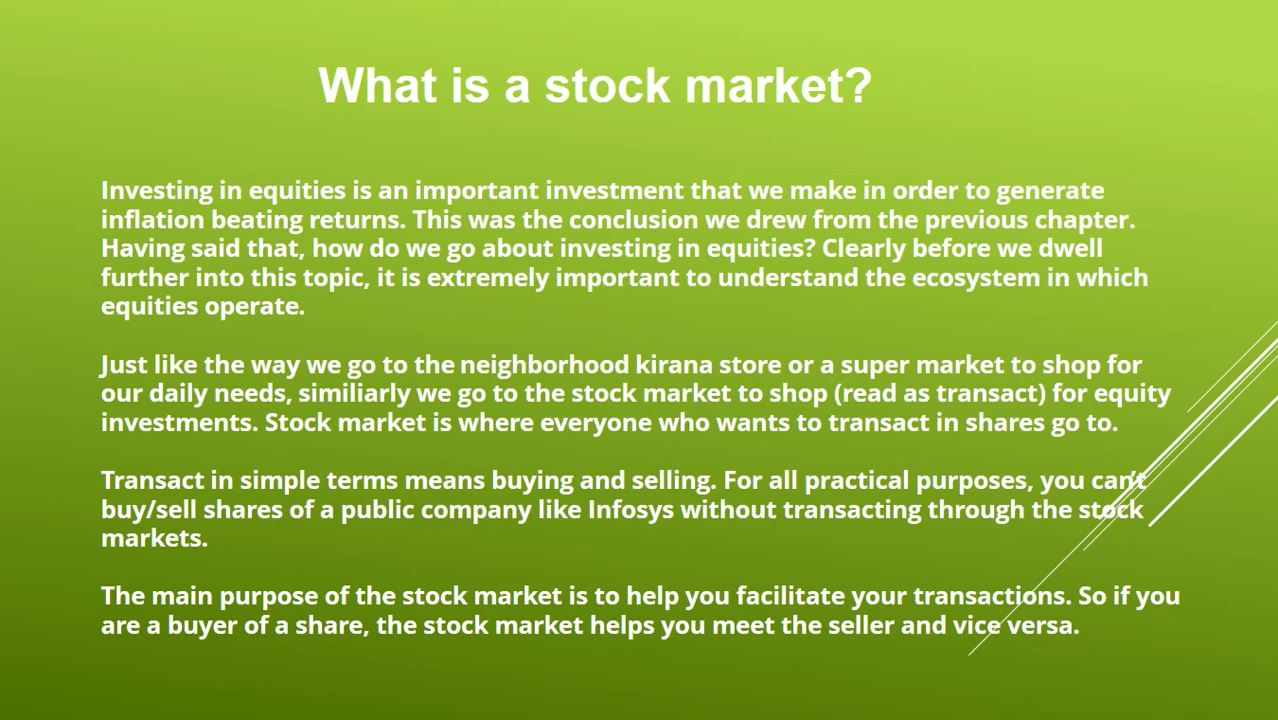 What is a stock market?
Investing in equities is an important investment that we make in order to generate
inflation beating returns. This was the conclusion we drew from the previous chapter.
Having said that, how do we go about investing in equities? Clearly before we dwell
further into this topic, it is extremely important to understand the ecosystem in which
equities operate.
Just like the way we go to the neighborhood kirana store or a super market to shop for
our daily needs, similiarly we go to the stock market to shop (read as transact) for equity
investments. Stock market is where everyone who wants to transact in shares go to.
Transact in simple terms means buying and selling. For all practical purposes, you can’t
buy/sell shares of a public company like Infosys without transacting through the stock
markets.
The main purpose of the stock market is to help you facilitate your transactions. So if you
are a buyer of a share, the stock market helps you meet the seller and vice versa.